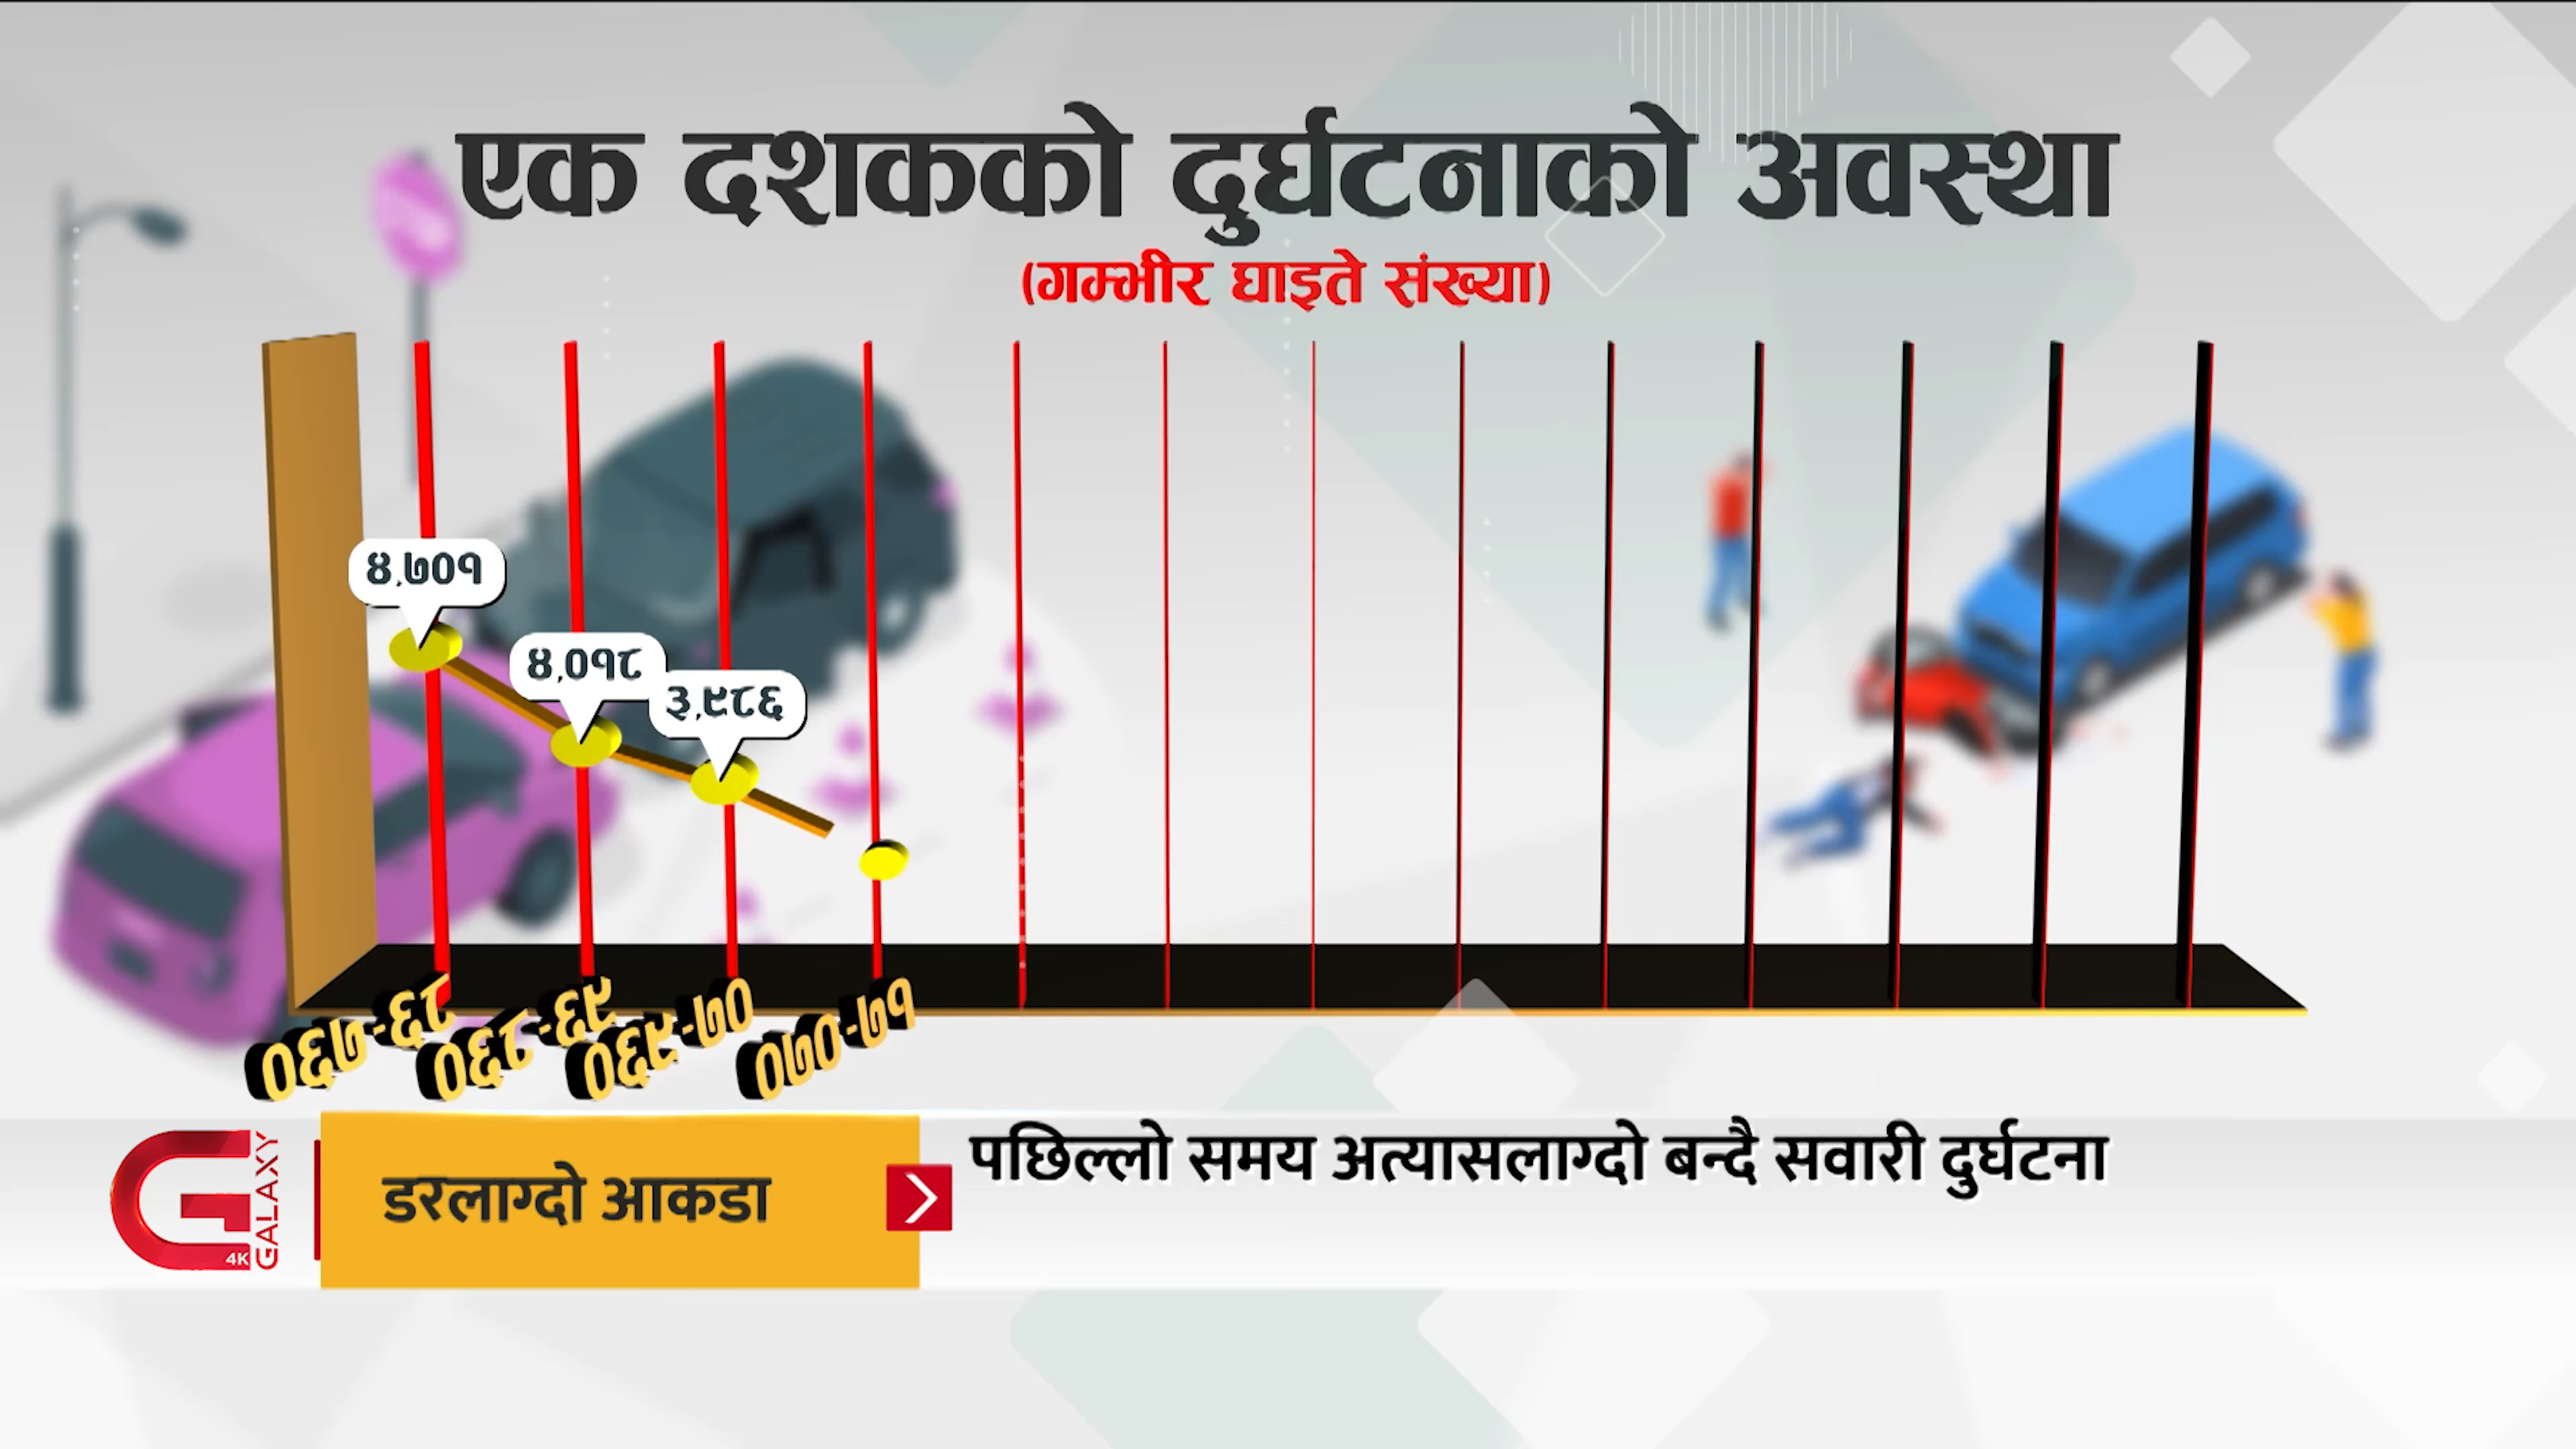 एक दशकको दुर्घटनाको अवस्था
(गम्भीर घाइते संख्या)
४,७०१
४,०१८
३,९८६
०६७-६८
०६८-६९
०६९-७०
०७०-७१
G GALAXY 4K
डरलाग्दो आकडा
पछिल्लो समय अत्यासलाग्दो बन्दै सवारी दुर्घटना